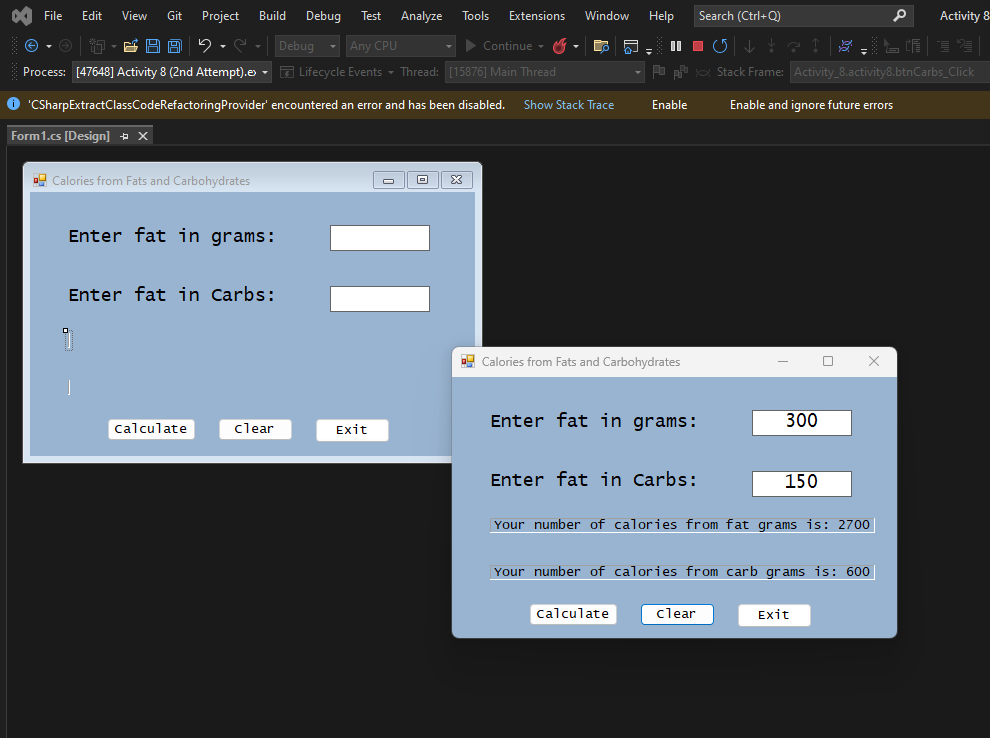 File Edit View Git Project Build Debug Test Analyze Tools Extensions Window Help Search (Ctrl+Q) Activity 8
Debug Any CPU Continue
Process: [47648] Activity 8 (2nd Attempt).ex Lifecycle Events Thread: [15876] Main Thread Stack Frame: Activity_8.activity8.btnCarbs_Click
'CSharpExtractClassCodeRefactoringProvider' encountered an error and has been disabled. Show Stack Trace Enable Enable and ignore future errors
Form1.cs [Design]
Calories from Fats and Carbohydrates
Enter fat in grams:
Enter fat in Carbs:
Calculate Clear Exit
Calories from Fats and Carbohydrates
Enter fat in grams: 300
Enter fat in Carbs: 150
Your number of calories from fat grams is: 2700
Your number of calories from carb grams is: 600
Calculate Clear Exit